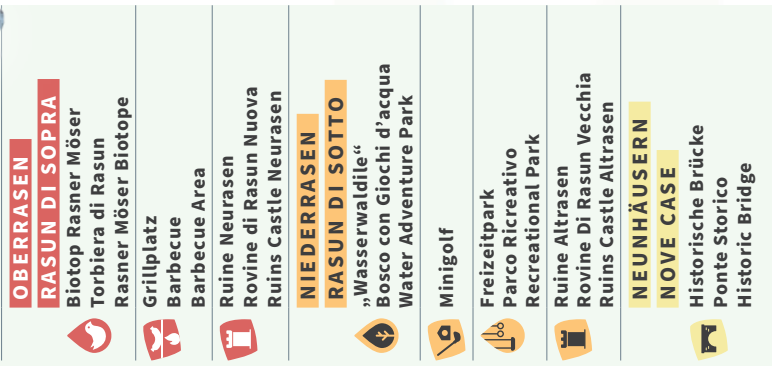 OBERRASEN
RASUN DI SOPRA
Biotop Rasner Möser
Torbiera di Rasun
Rasner Möser Biotope
Grillplatz
Barbecue
Barbecue Area
Ruine Neurasen
Rovine di Rasun Nuova
Ruins Castle Neurasen
NIEDERRASEN
RASUN DI SOTTO
„Wasserwaldile“
Bosco con Giochi d’acqua
Water Adventure Park
Minigolf
Freizeitpark
Parco Ricreativo
Recreational Park
Ruine Altrasen
Rovine Di Rasun Vecchia
Ruins Castle Altrasen
NEUNHÄUSERN
NOVE CASE
Historische Brücke
Ponte Storico
Historic Bridge